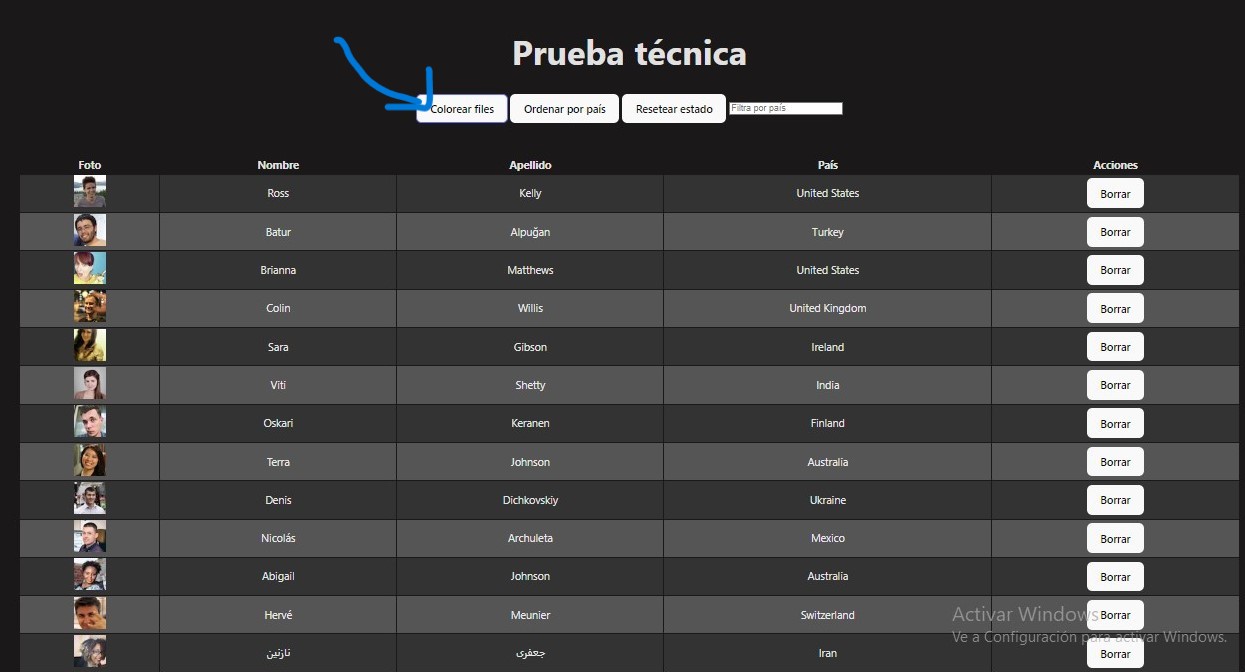 Prueba técnica
Colorear files Ordenar por país Resetear estado Filtra por país
Foto Nombre Apellido País Acciones
Ross Kelly United States Borrar
Batur Alpuğan Turkey Borrar
Brianna Matthews United States Borrar
Colin Willis United Kingdom Borrar
Sara Gibson Ireland Borrar
Viti Shetty India Borrar
Oskari Keranen Finland Borrar
Terra Johnson Australia Borrar
Denis Dichkovskiy Ukraine Borrar
Nicolás Archuleta Mexico Borrar
Abigail Johnson Australia Borrar
Hervé Meunier Switzerland Borrar
نازنین جعفری Iran Borrar
Activar Windows
Ve a Configuración para activar Windows.